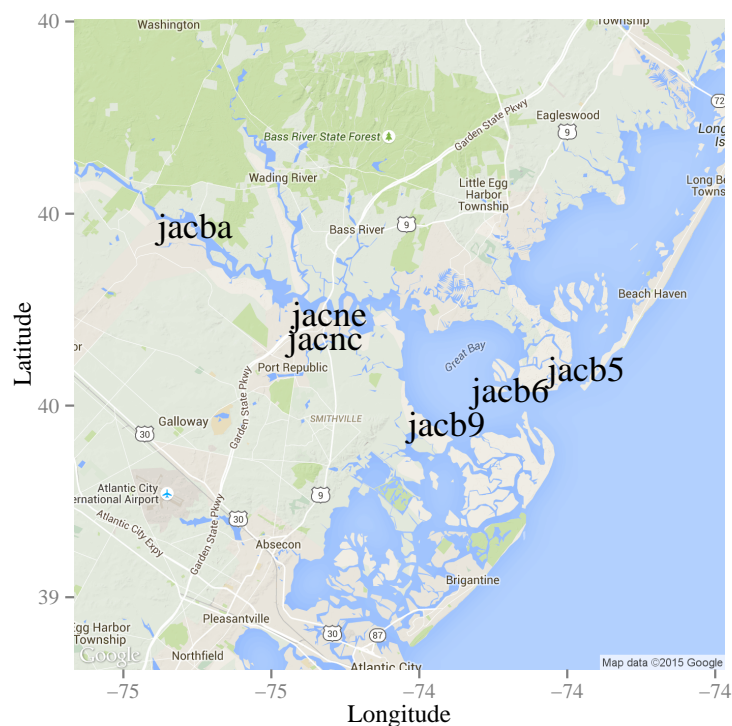 40
Washington
Township
72
Bass River State Forest
Garden State Pkwy
Eagleswood
9
Long
Is
Wading River
Little Egg
Harbor
Township
Long Be
Towns
40
jacba
Bass River
9
Beach Haven
jacne
jacnc
or
Great Bay
Port Republic
jacb5
jacb6
Garden State Pkwy
40
Galloway
SMITHVILLE
jacb9
30
Atlantic City
ernational Airport
9
Atlantic City Expy
30
Garden State Pkwy
Absecon
Brigantine
39
Egg Harbor
Township
Pleasantville
30
87
Northfield
Google
Atlantic City
Map data ©2015 Google
−75
−75
−74
−74
−74
Longitude
Latitude